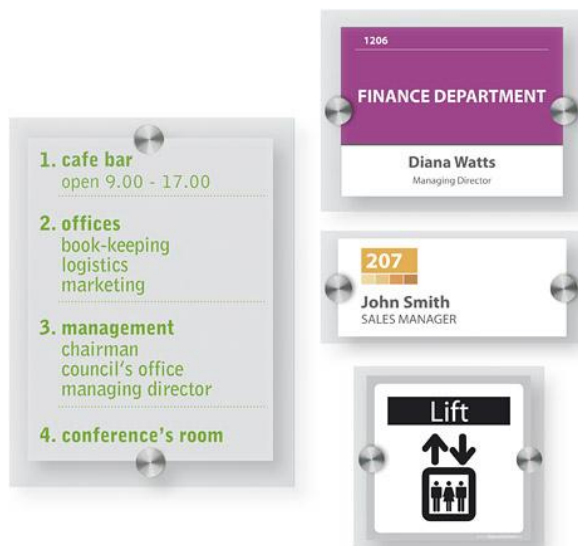 1. cafe bar
open 9.00 - 17.00
2. offices
book-keeping
logistics
marketing
3. management
chairman
council's office
managing director
4. conference's room
1206
FINANCE DEPARTMENT
Diana Watts
Managing Director
207
John Smith
SALES MANAGER
Lift